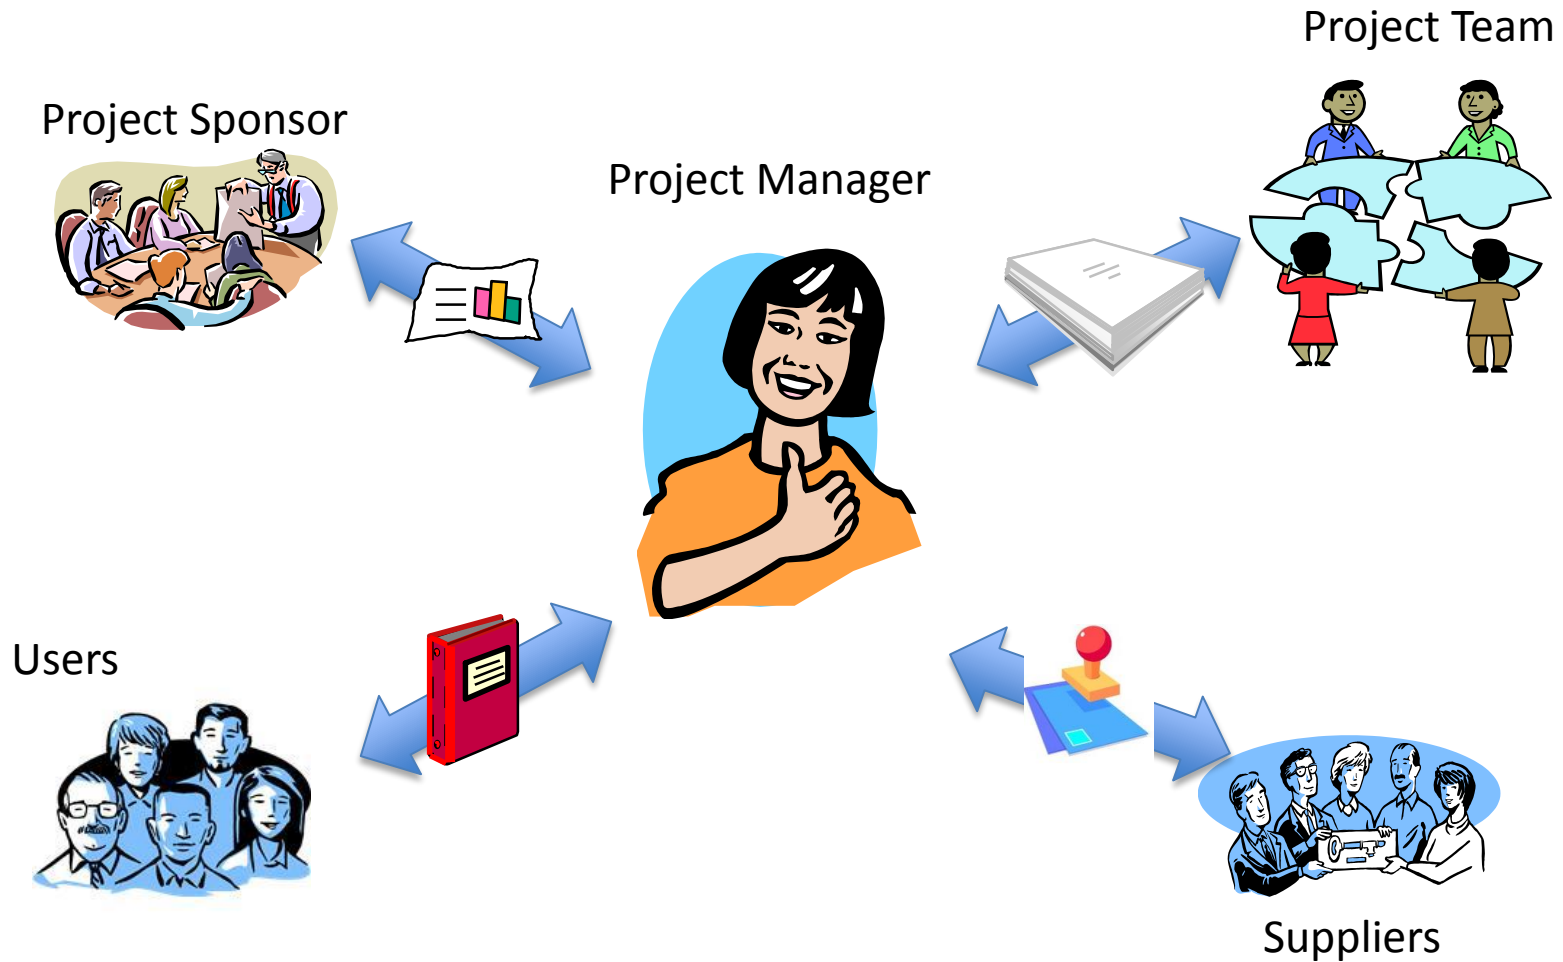 Project Team
Project Sponsor
Project Manager
Users
Suppliers